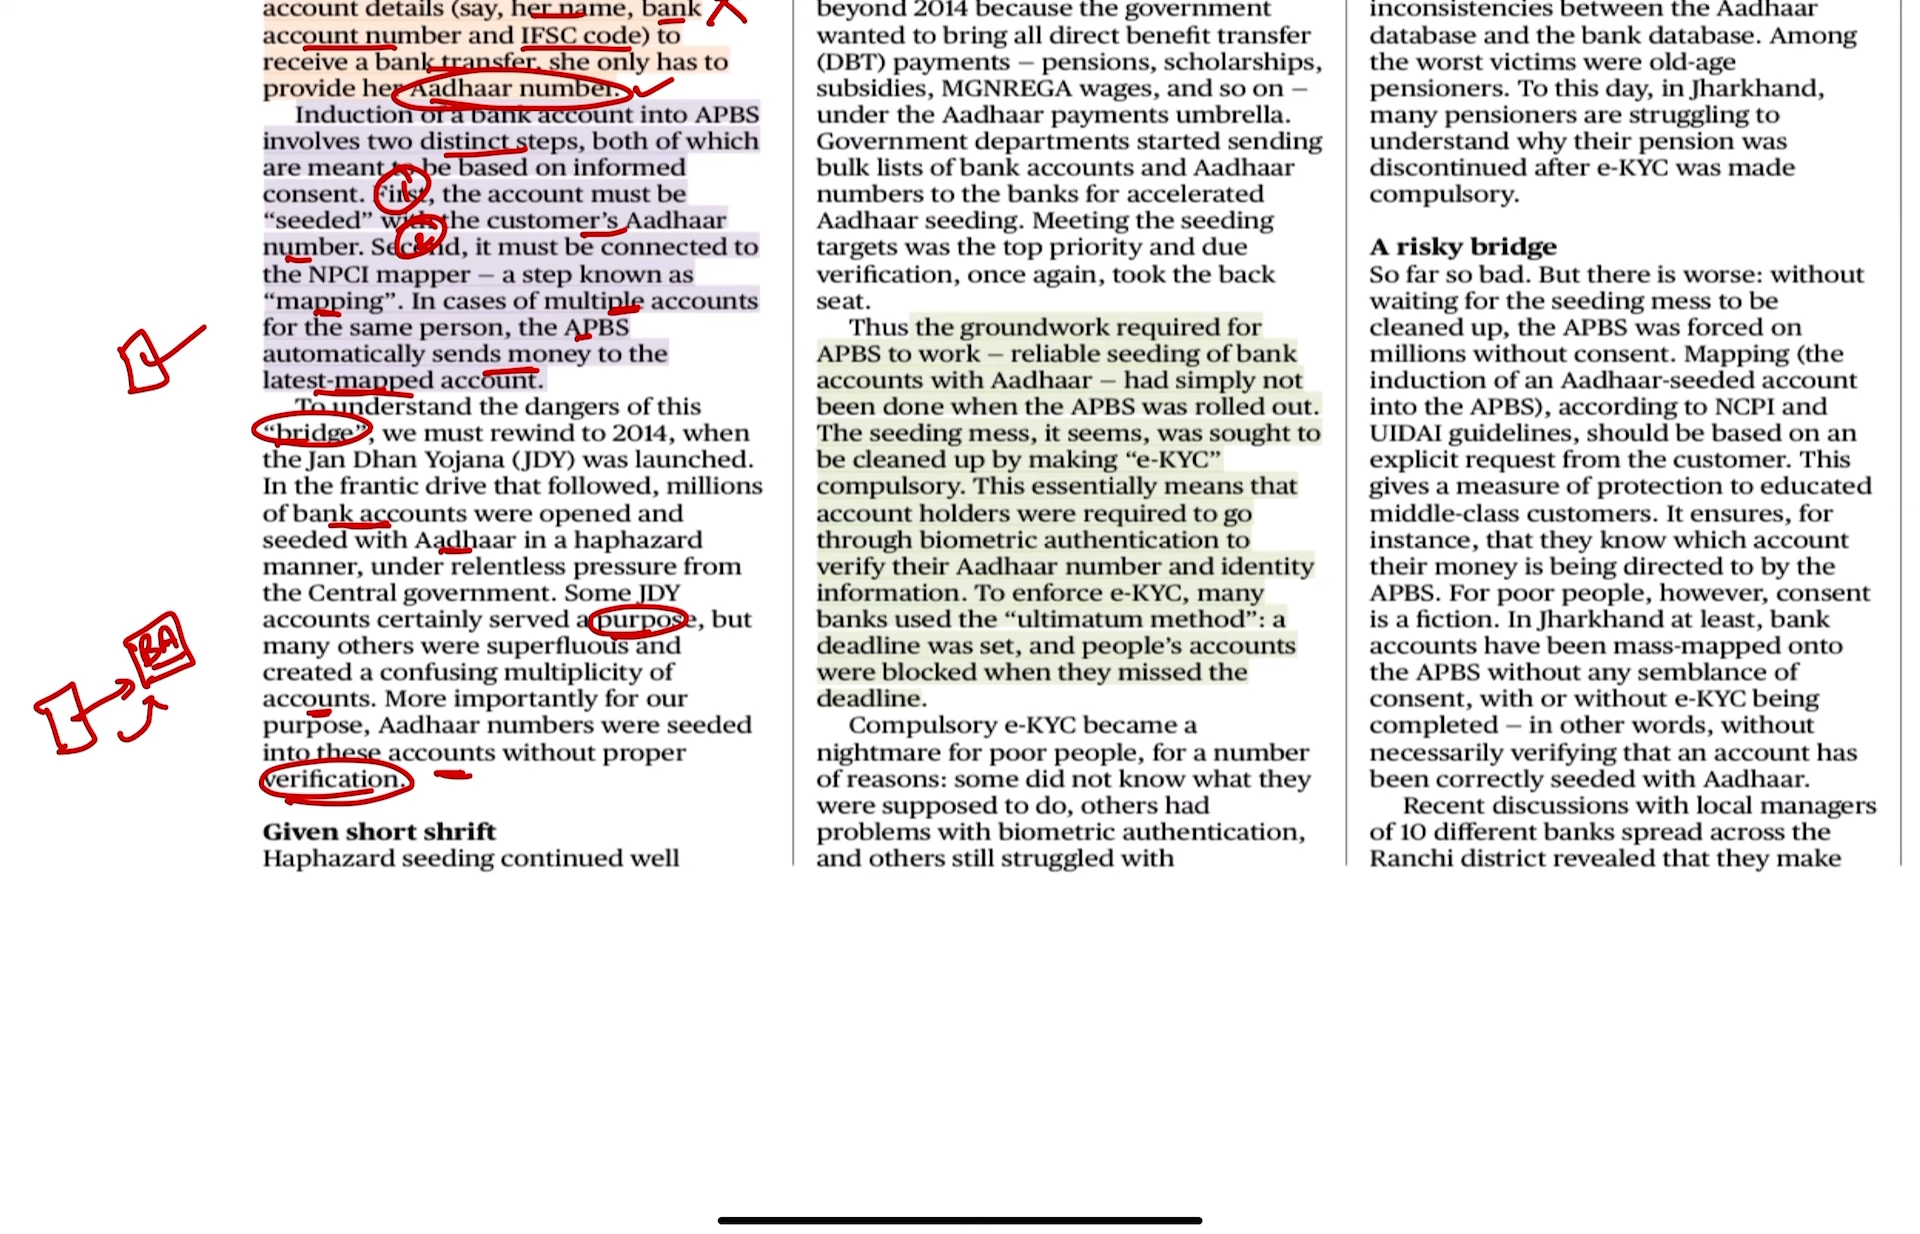 account details (say, her name, bank
account number and IFSC code) to
receive a bank transfer, she only has to
provide her Aadhaar number.
Induction of a bank account into APBS
involves two distinct steps, both of which
are meant to be based on informed
consent. First, the account must be
“seeded” with the customer’s Aadhaar
number. Second, it must be connected to
the NPCI mapper – a step known as
“mapping”. In cases of multiple accounts
for the same person, the APBS
automatically sends money to the
latest-mapped account.
To understand the dangers of this
“bridge”, we must rewind to 2014, when
the Jan Dhan Yojana (JDY) was launched.
In the frantic drive that followed, millions
of bank accounts were opened and
seeded with Aadhaar in a haphazard
manner, under relentless pressure from
the Central government. Some JDY
accounts certainly served a purpose, but
many others were superfluous and
created a confusing multiplicity of
accounts. More importantly for our
purpose, Aadhaar numbers were seeded
into these accounts without proper
verification.
Given short shrift
Haphazard seeding continued well
beyond 2014 because the government
wanted to bring all direct benefit transfer
(DBT) payments – pensions, scholarships,
subsidies, MGNREGA wages, and so on –
under the Aadhaar payments umbrella.
Government departments started sending
bulk lists of bank accounts and Aadhaar
numbers to the banks for accelerated
Aadhaar seeding. Meeting the seeding
targets was the top priority and due
verification, once again, took the back
seat.
Thus the groundwork required for
APBS to work – reliable seeding of bank
accounts with Aadhaar – had simply not
been done when the APBS was rolled out.
The seeding mess, it seems, was sought to
be cleaned up by making “e-KYC”
compulsory. This essentially means that
account holders were required to go
through biometric authentication to
verify their Aadhaar number and identity
information. To enforce e-KYC, many
banks used the “ultimatum method”: a
deadline was set, and people’s accounts
were blocked when they missed the
deadline.
Compulsory e-KYC became a
nightmare for poor people, for a number
of reasons: some did not know what they
were supposed to do, others had
problems with biometric authentication,
and others still struggled with
inconsistencies between the Aadhaar
database and the bank database. Among
the worst victims were old-age
pensioners. To this day, in Jharkhand,
many pensioners are struggling to
understand why their pension was
discontinued after e-KYC was made
compulsory.
A risky bridge
So far so bad. But there is worse: without
waiting for the seeding mess to be
cleaned up, the APBS was forced on
millions without consent. Mapping (the
induction of an Aadhaar-seeded account
into the APBS), according to NCPI and
UIDAI guidelines, should be based on an
explicit request from the customer. This
gives a measure of protection to educated
middle-class customers. It ensures, for
instance, that they know which account
their money is being directed to by the
APBS. For poor people, however, consent
is a fiction. In Jharkhand at least, bank
accounts have been mass-mapped onto
the APBS without any semblance of
consent, with or without e-KYC being
completed – in other words, without
necessarily verifying that an account has
been correctly seeded with Aadhaar.
Recent discussions with local managers
of 10 different banks spread across the
Ranchi district revealed that they make
BA